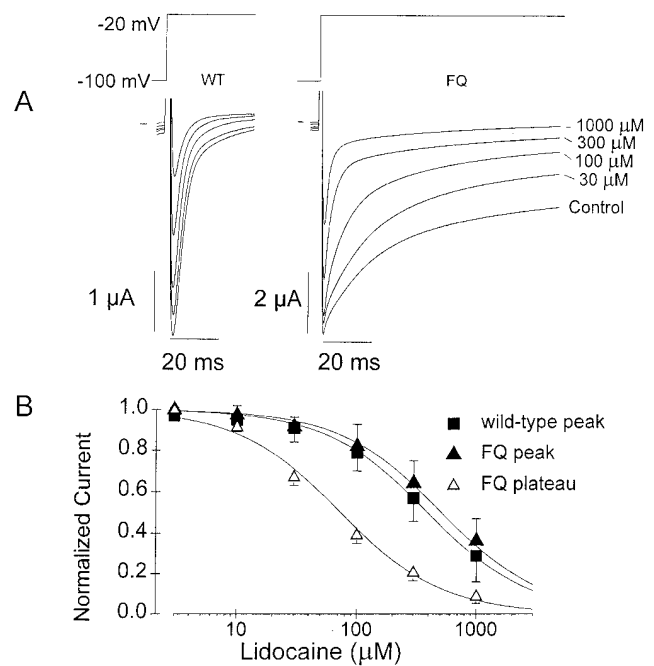 -20 mV
-100 mV
WT
FQ
A
1000 μM
300 μM
100 μM
30 μM
Control
1 μA
2 μA
20 ms
20 ms
B
1.0
0.8
0.6
0.4
0.2
0.0
Normalized Current
wild-type peak
FQ peak
FQ plateau
10
100
1000
Lidocaine (μM)